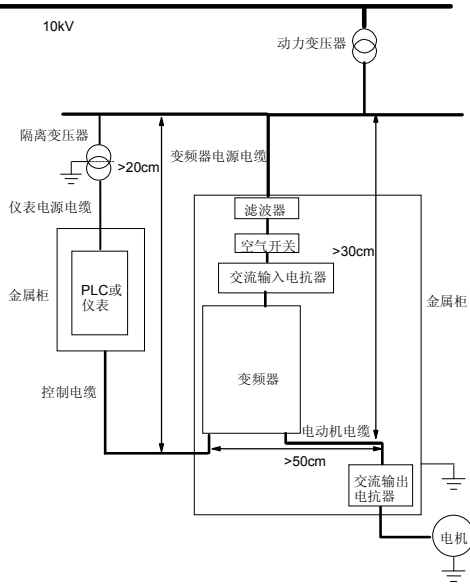 10kV
动力变压器
隔离变压器
>20cm
变频器电源电缆
仪表电源电缆
滤波器
空气开关
>30cm
交流输入电抗器
金属柜
PLC或
仪表
金属柜
变频器
控制电缆
电动机电缆
>50cm
交流输出
电抗器
电机